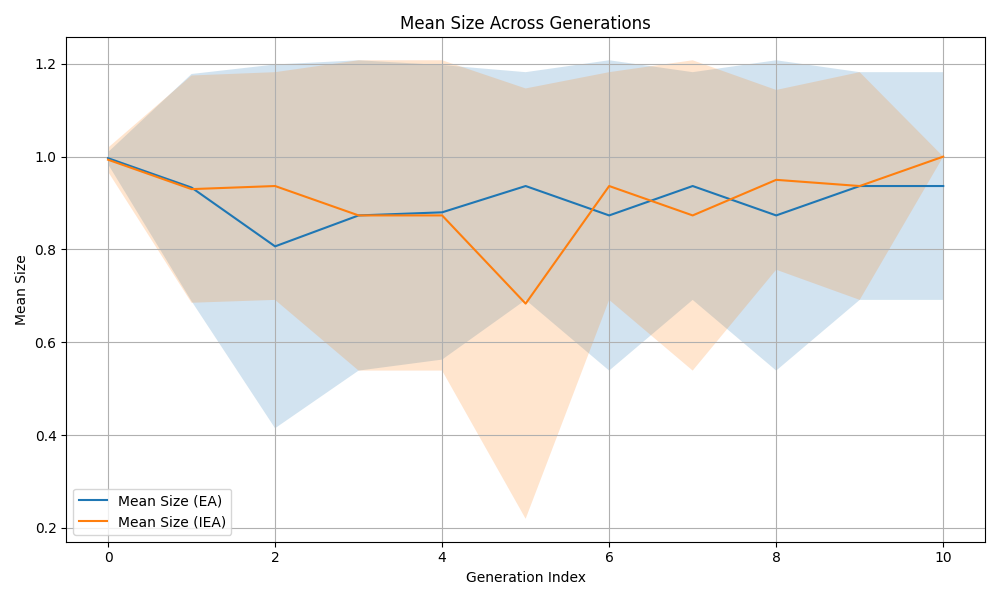 Mean Size Across Generations
Mean Size
1.2
1.0
0.8
0.6
0.4
0.2
Mean Size (EA)
Mean Size (IEA)
0 2 4 6 8 10
Generation Index